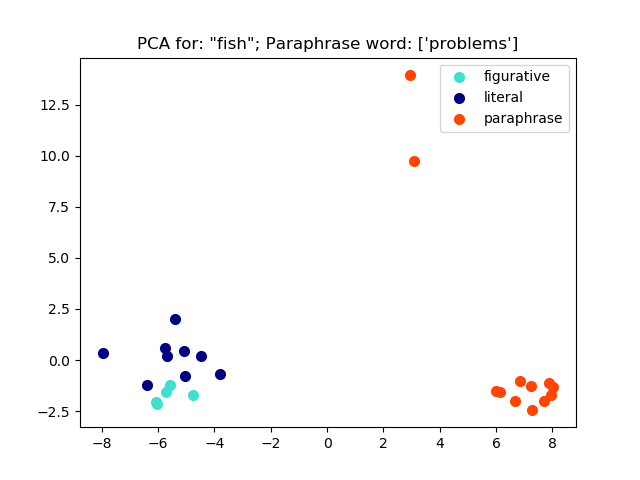 PCA for: "fish"; Paraphrase word: ['problems']
figurative
literal
paraphrase
12.5
10.0
7.5
5.0
2.5
0.0
−2.5
−8 −6 −4 −2 0 2 4 6 8